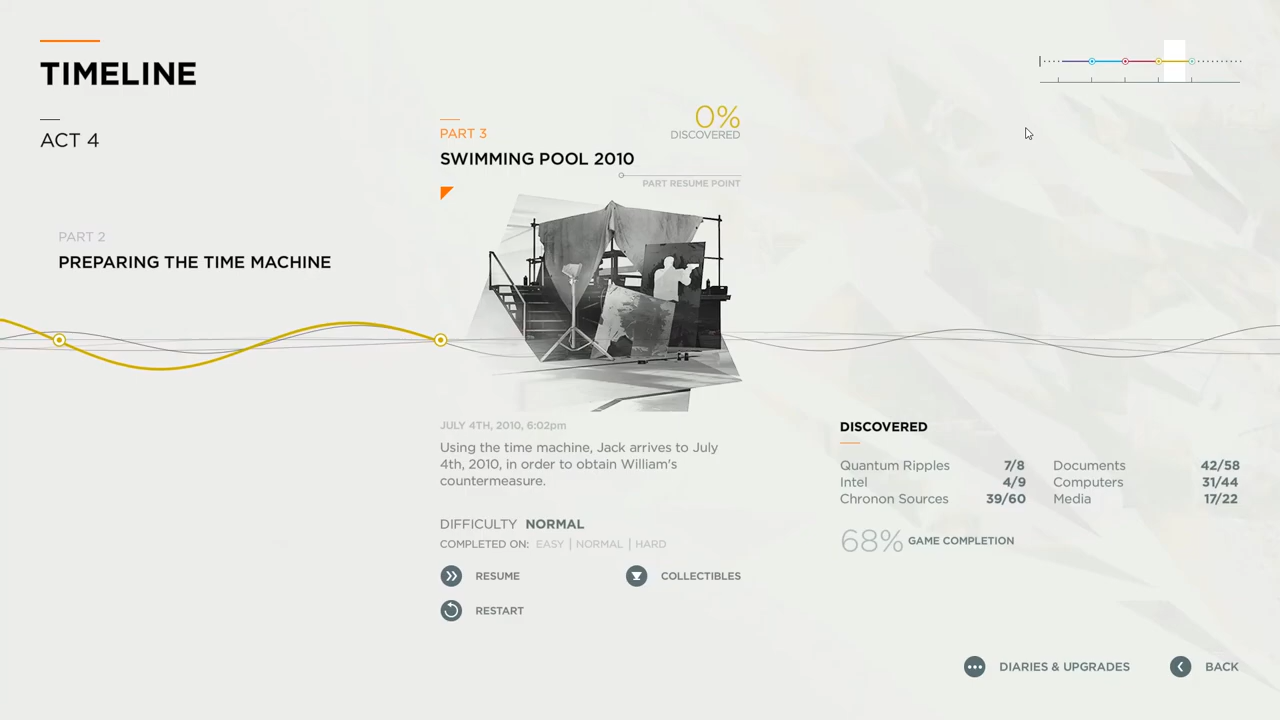 TIMELINE
ACT 4
PART 2
PREPARING THE TIME MACHINE
PART 3
0%
DISCOVERED
SWIMMING POOL 2010
PART RESUME POINT
JULY 4TH, 2010, 6:02pm
Using the time machine, Jack arrives to July
4th, 2010, in order to obtain William's
countermeasure.
DIFFICULTY NORMAL
COMPLETED ON: EASY | NORMAL | HARD
RESUME
COLLECTIBLES
RESTART
DISCOVERED
Quantum Ripples 7/8 Documents 42/58
Intel 4/9 Computers 31/44
Chronon Sources 39/60 Media 17/22
68% GAME COMPLETION
DIARIES & UPGRADES
BACK